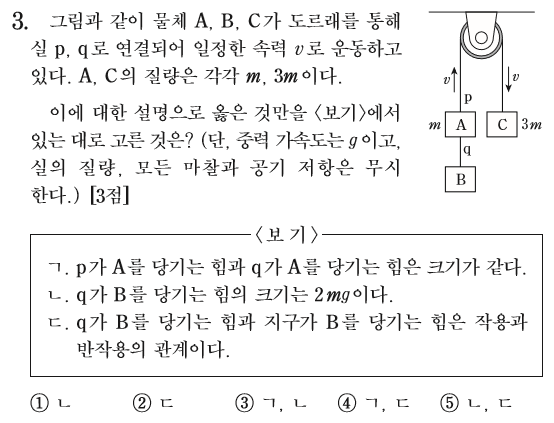 3. 그림과 같이 물체 A, B, C가 도르래를 통해
실 p, q로 연결되어 일정한 속력 v로 운동하고
있다. A, C의 질량은 각각 m, 3m이다.
이에 대한 설명으로 옳은 것만을 〈보기〉에서
있는 대로 고른 것은? (단, 중력 가속도는 g이고,
실의 질량, 모든 마찰과 공기 저항은 무시
한다.) [3점]
v
v
p
m A C 3m
q
B
〈보 기〉
ㄱ. p가 A를 당기는 힘과 q가 A를 당기는 힘은 크기가 같다.
ㄴ. q가 B를 당기는 힘의 크기는 2mg이다.
ㄷ. q가 B를 당기는 힘과 지구가 B를 당기는 힘은 작용과
반작용의 관계이다.
① ㄴ ② ㄷ ③ ㄱ, ㄴ ④ ㄱ, ㄷ ⑤ ㄴ, ㄷ